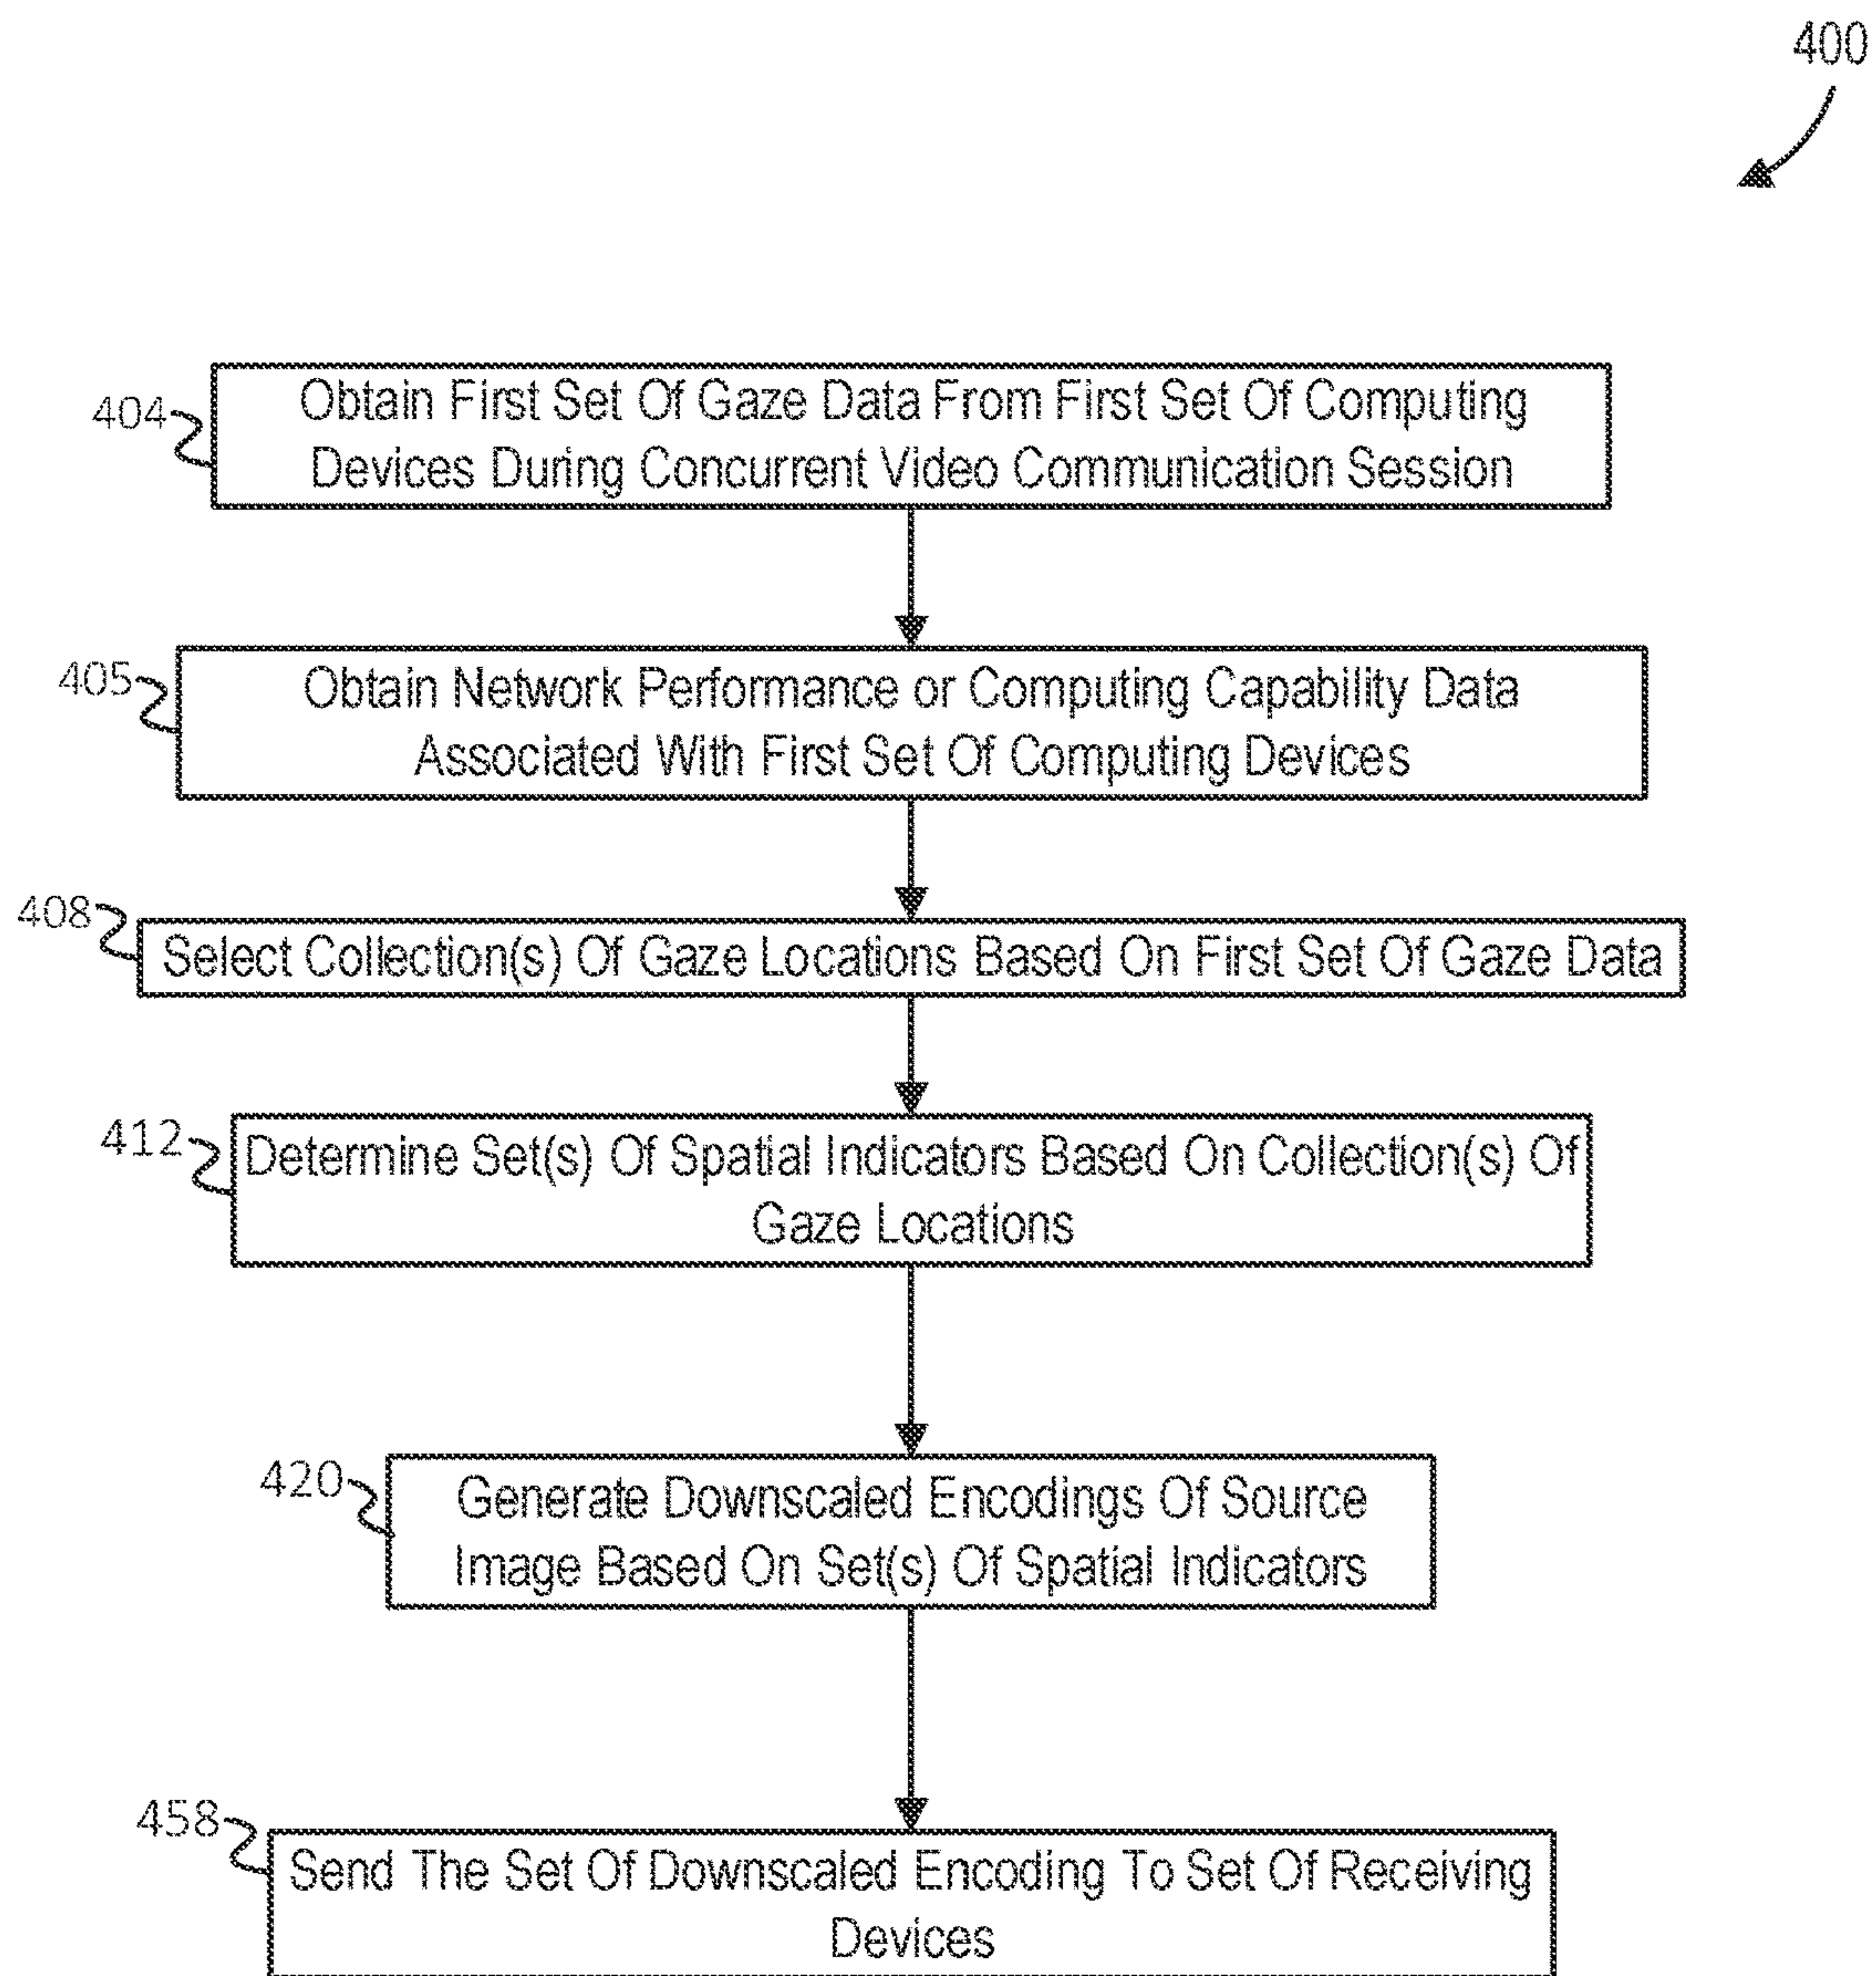 400
404
Obtain First Set Of Gaze Data From First Set Of Computing
Devices During Concurrent Video Communication Session
405
Obtain Network Performance or Computing Capability Data
Associated With First Set Of Computing Devices
408
Select Collection(s) Of Gaze Locations Based On First Set Of Gaze Data
412
Determine Set(s) Of Spatial Indicators Based On Collection(s) Of
Gaze Locations
420
Generate Downscaled Encodings Of Source
Image Based On Set(s) Of Spatial Indicators
458
Send The Set Of Downscaled Encoding To Set Of Receiving
Devices